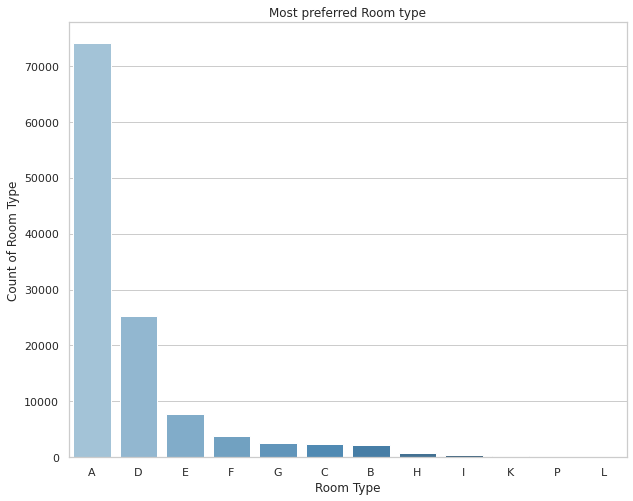 Most preferred Room type
Count of Room Type
70000
60000
50000
40000
30000
20000
10000
0
A D E F G C B H I K P L
Room Type